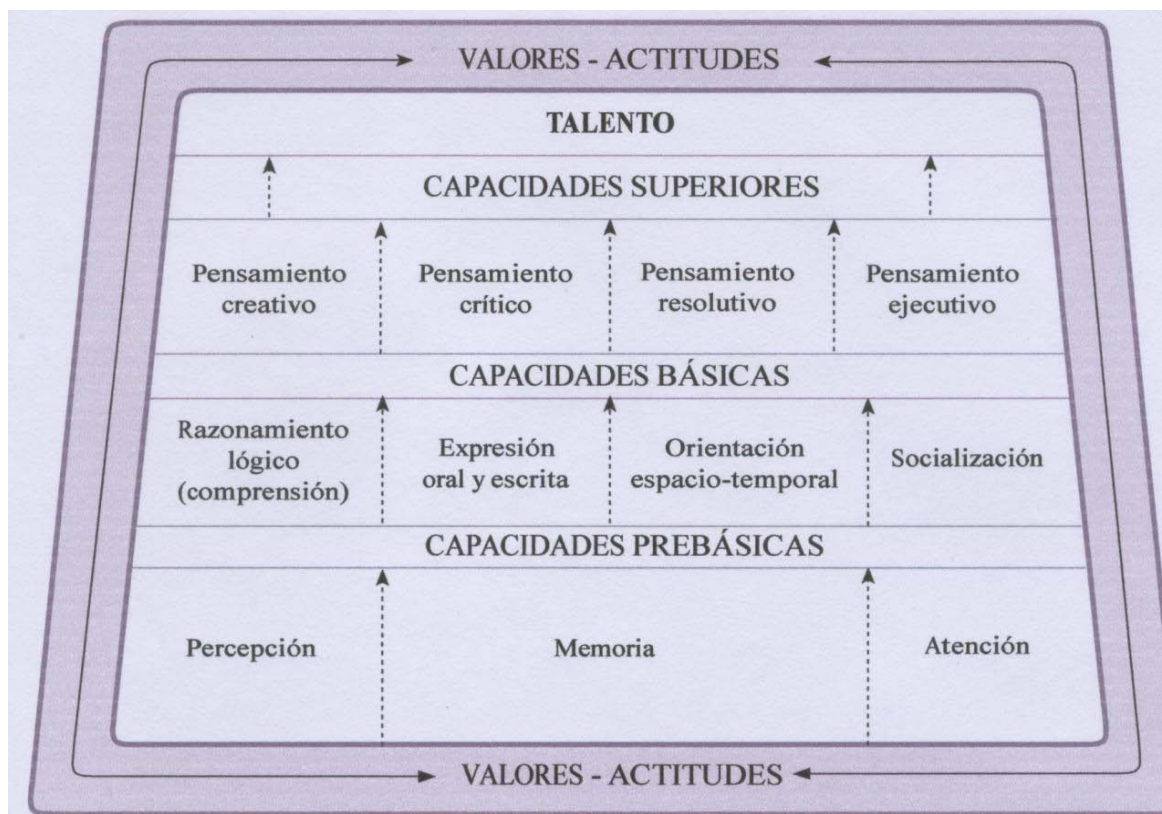 VALORES - ACTITUDES
TALENTO
CAPACIDADES SUPERIORES
Pensamiento
creativo
Pensamiento
crítico
Pensamiento
resolutivo
Pensamiento
ejecutivo
CAPACIDADES BÁSICAS
Razonamiento
lógico
(comprensión)
Expresión
oral y escrita
Orientación
espacio-temporal
Socialización
CAPACIDADES PREBÁSICAS
Percepción
Memoria
Atención
VALORES - ACTITUDES